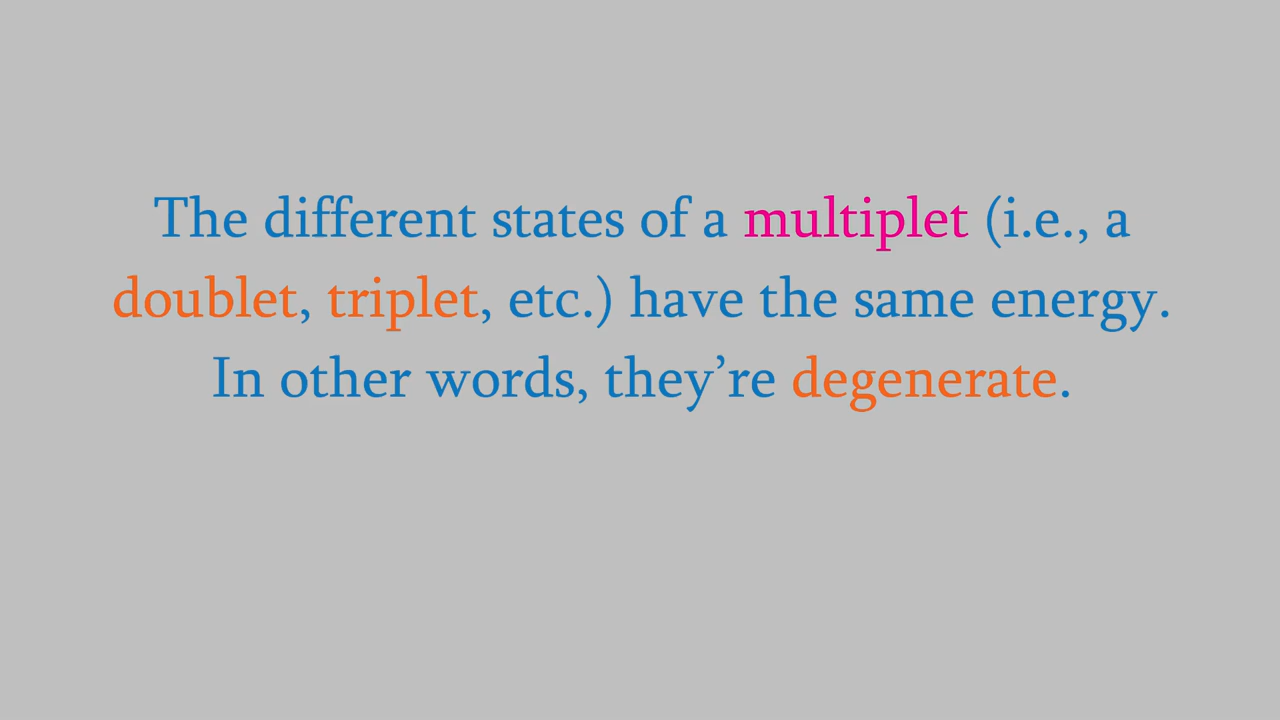 The different states of a multiplet (i.e., a
doublet, triplet, etc.) have the same energy.
In other words, they’re degenerate.